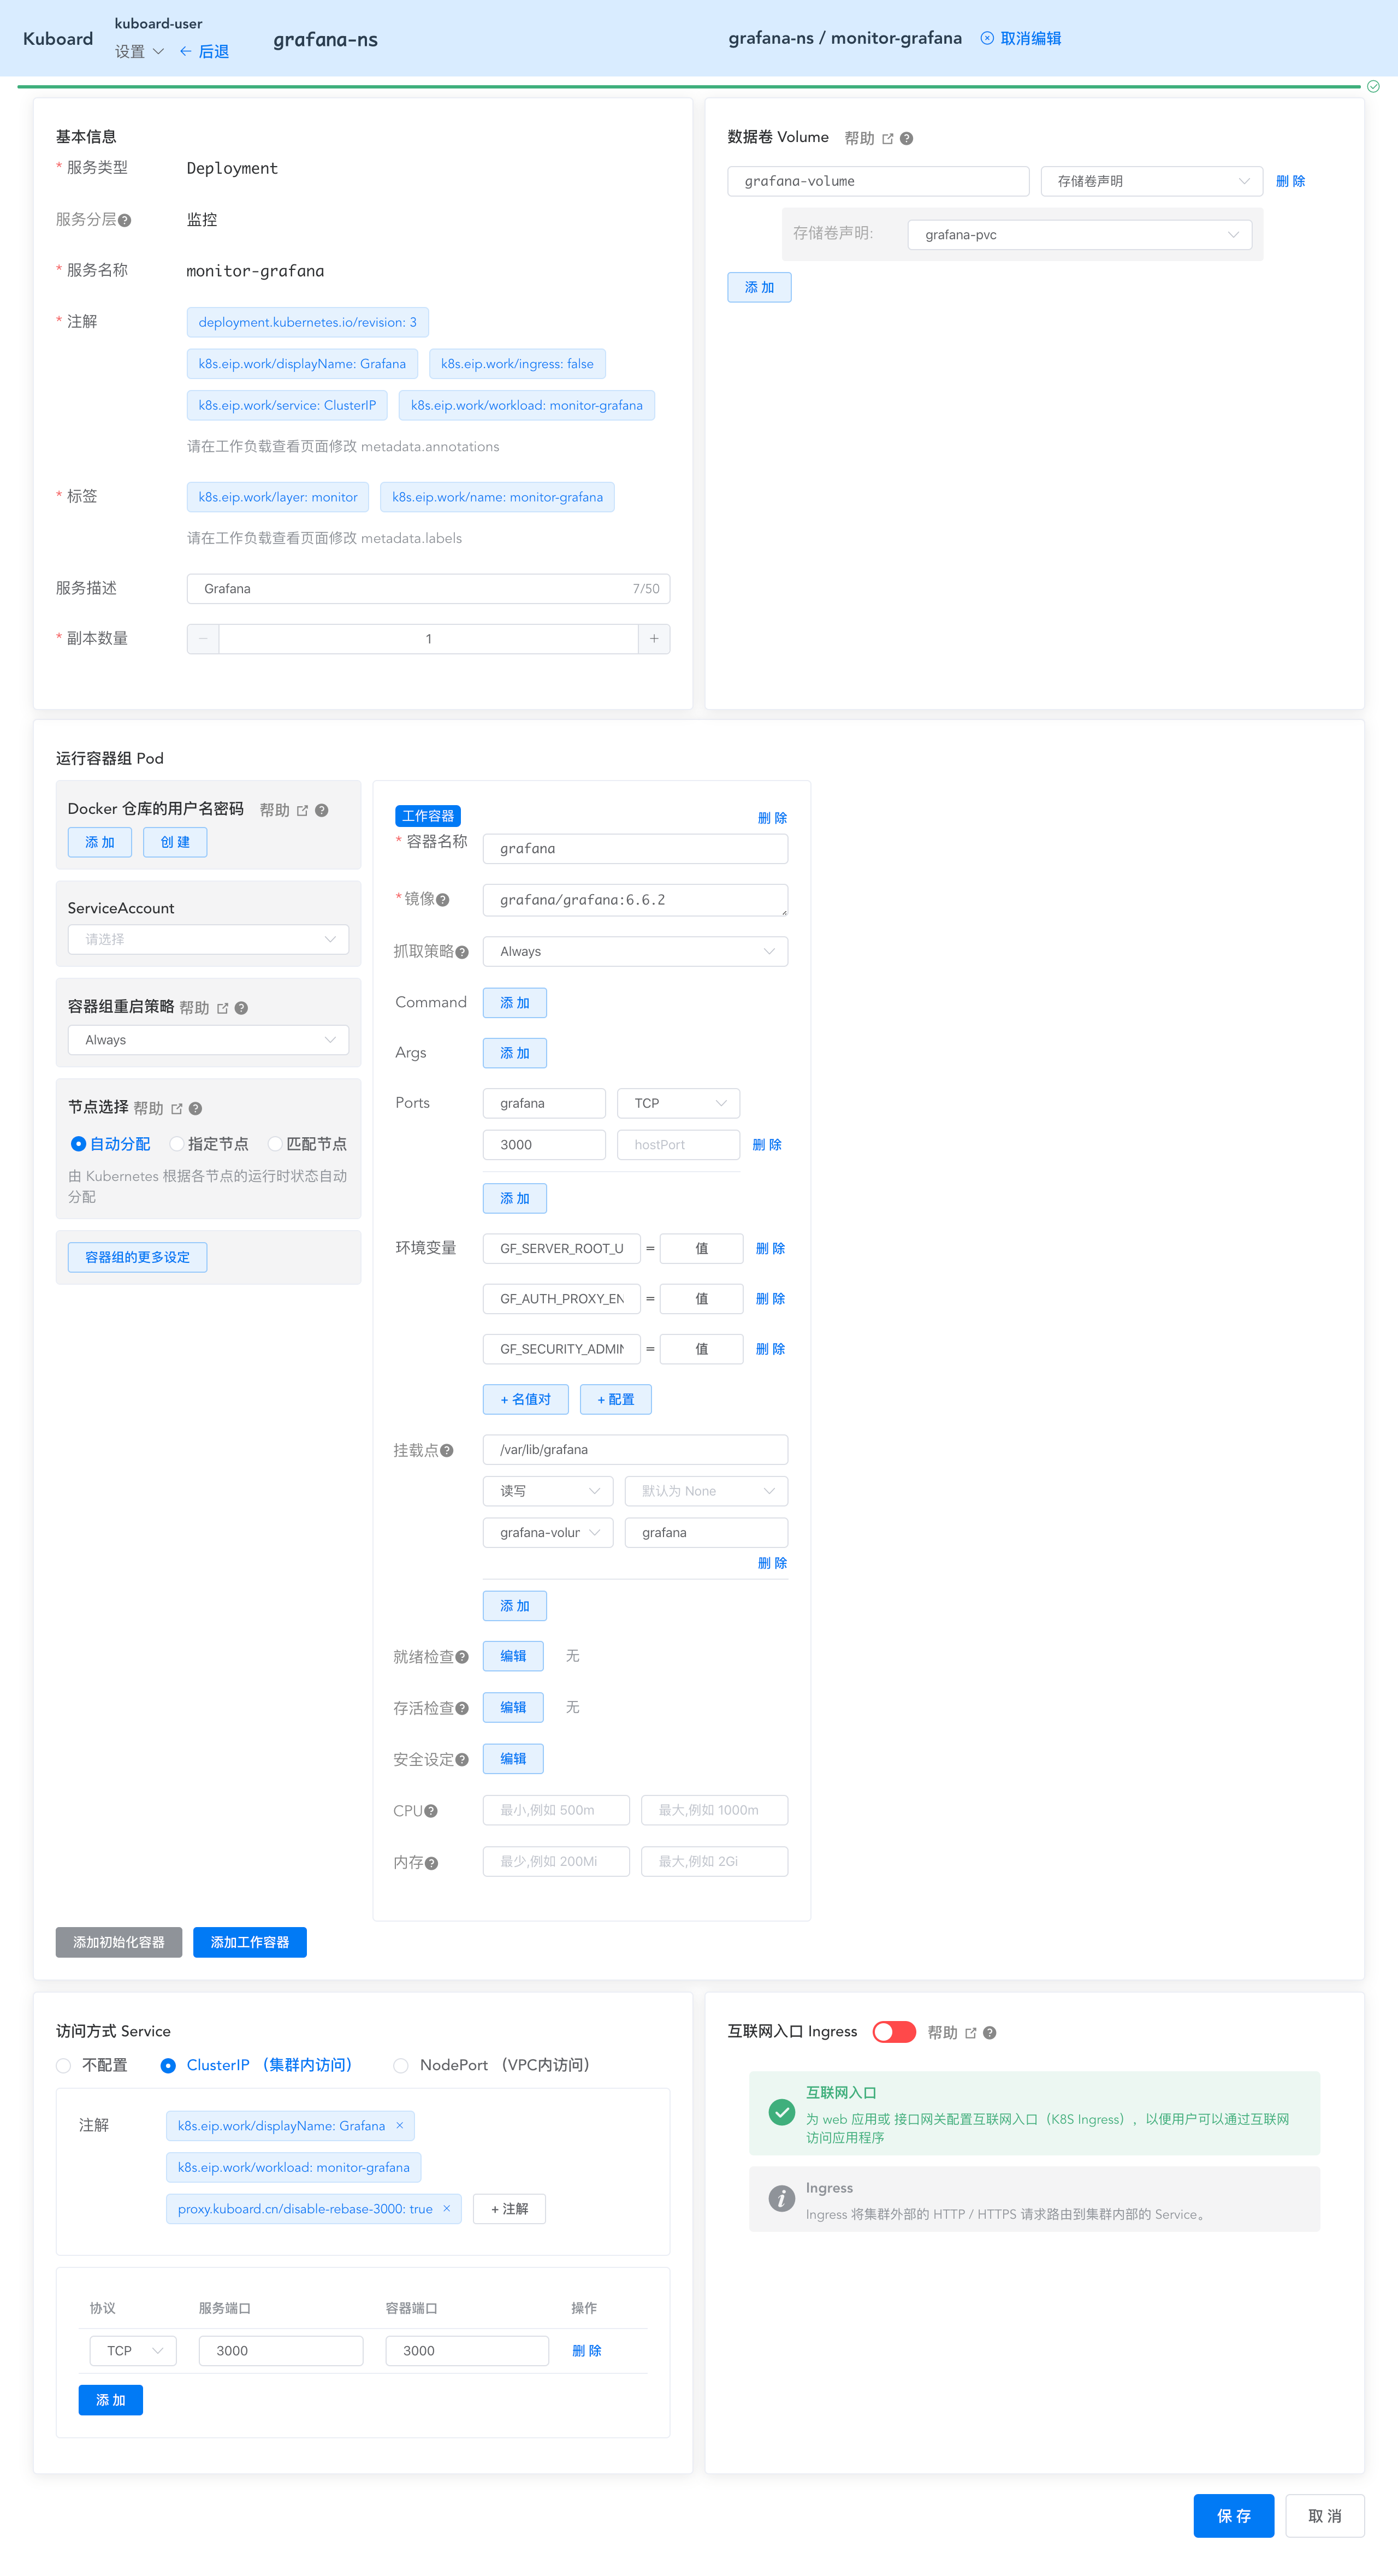 Kuboard
kuboard-user
设置 ← 后退
grafana-ns
grafana-ns / monitor-grafana 取消编辑
基本信息
* 服务类型 Deployment
服务分层 监控
* 服务名称 monitor-grafana
* 注解 deployment.kubernetes.io/revision: 3
k8s.eip.work/displayName: Grafana k8s.eip.work/ingress: false
k8s.eip.work/service: ClusterIP k8s.eip.work/workload: monitor-grafana
请在工作负载查看页面修改 metadata.annotations
* 标签 k8s.eip.work/layer: monitor k8s.eip.work/name: monitor-grafana
请在工作负载查看页面修改 metadata.labels
服务描述 Grafana 7/50
* 副本数量 − 1 +
数据卷 Volume 帮助
grafana-volume 存储卷声明 删 除
存储卷声明: grafana-pvc
添 加
运行容器组 Pod
Docker 仓库的用户名密码 帮助
添 加 创 建
ServiceAccount
请选择
容器组重启策略 帮助
Always
节点选择 帮助
自动分配 指定节点 匹配节点
由 Kubernetes 根据各节点的运行时状态自动
分配
容器组的更多设定
工作容器 删 除
* 容器名称 grafana
* 镜像 grafana/grafana:6.6.2
抓取策略 Always
Command 添 加
Args 添 加
Ports grafana TCP
3000 hostPort 删 除
添 加
环境变量 GF_SERVER_ROOT_U = 值 删 除
GF_AUTH_PROXY_EN = 值 删 除
GF_SECURITY_ADMIN = 值 删 除
+ 名值对 + 配置
挂载点 /var/lib/grafana
读写 默认为 None
grafana-volur grafana
删 除
添 加
就绪检查 编辑 无
存活检查 编辑 无
安全设定 编辑
CPU 最小,例如 500m 最大,例如 1000m
内存 最少,例如 200Mi 最大,例如 2Gi
添加初始化容器 添加工作容器
访问方式 Service
不配置 ClusterIP （集群内访问） NodePort （VPC内访问）
注解 k8s.eip.work/displayName: Grafana ×
k8s.eip.work/workload: monitor-grafana
proxy.kuboard.cn/disable-rebase-3000: true × + 注解
协议 服务端口 容器端口 操作
TCP 3000 3000 删 除
添 加
互联网入口 Ingress 帮助
互联网入口
为 web 应用或 接口网关配置互联网入口（K8S Ingress），以便用户可以通过互联网
访问应用程序
Ingress
Ingress 将集群外部的 HTTP / HTTPS 请求路由到集群内部的 Service。
保 存 取 消